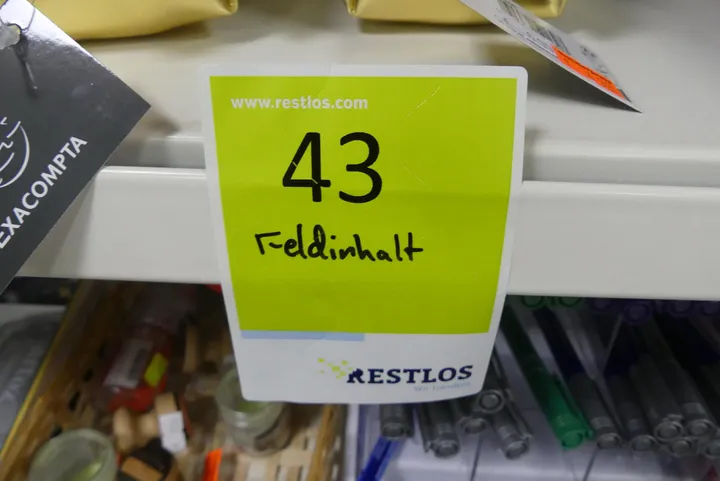 www.restlos.com
43
Feldinhalt
RESTLOS
EXACOMPTA